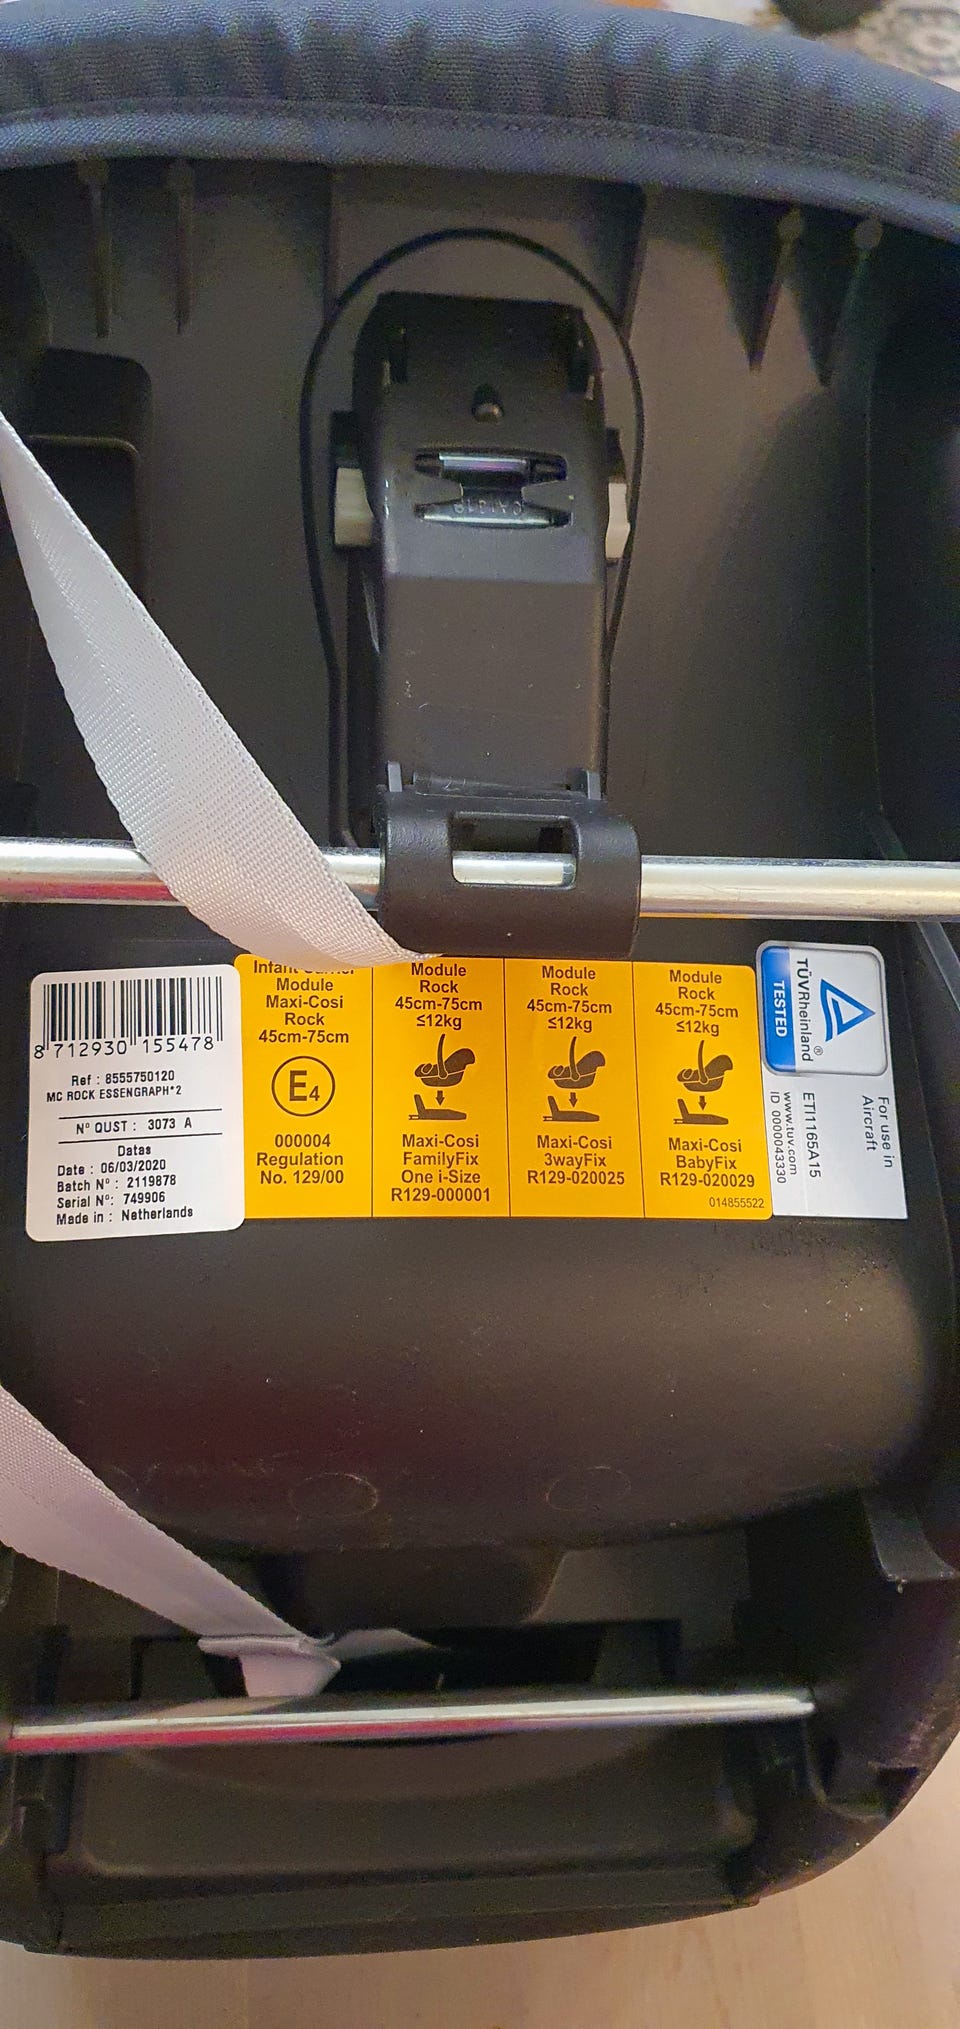 8 712930 155478
Ref : 8555750120
MC ROCK ESSENGRAPH*2
N° QUST : 3073 A
Datas
Date : 06/03/2020
Batch N° : 2119878
Serial N°: 749906
Made in : Netherlands
Infant Carrier
Module
Maxi-Cosi
Rock
45cm-75cm
E4
000004
Regulation
No. 129/00
Module
Rock
45cm-75cm
≤12kg
Maxi-Cosi
FamilyFix
One i-Size
R129-000001
Module
Rock
45cm-75cm
≤12kg
Maxi-Cosi
3wayFix
R129-020025
Module
Rock
45cm-75cm
≤12kg
Maxi-Cosi
BabyFix
R129-020029
014855522
TÜVRheinland®
TESTED
For use in
Aircraft
ETI1165A15
www.tuv.com
ID 0000043330